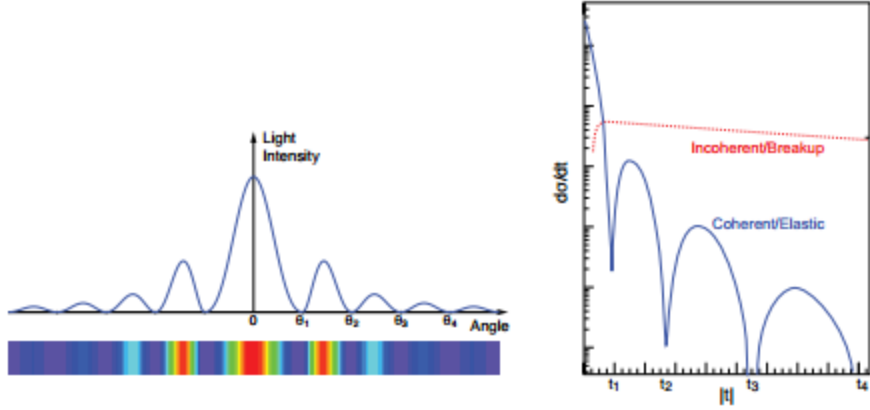 Light
Intensity
0 θ₁ θ₂ θ₃ θ₄ Angle
dσ/dt
Incoherent/Breakup
Coherent/Elastic
t₁ t₂ t₃ t₄
|t|